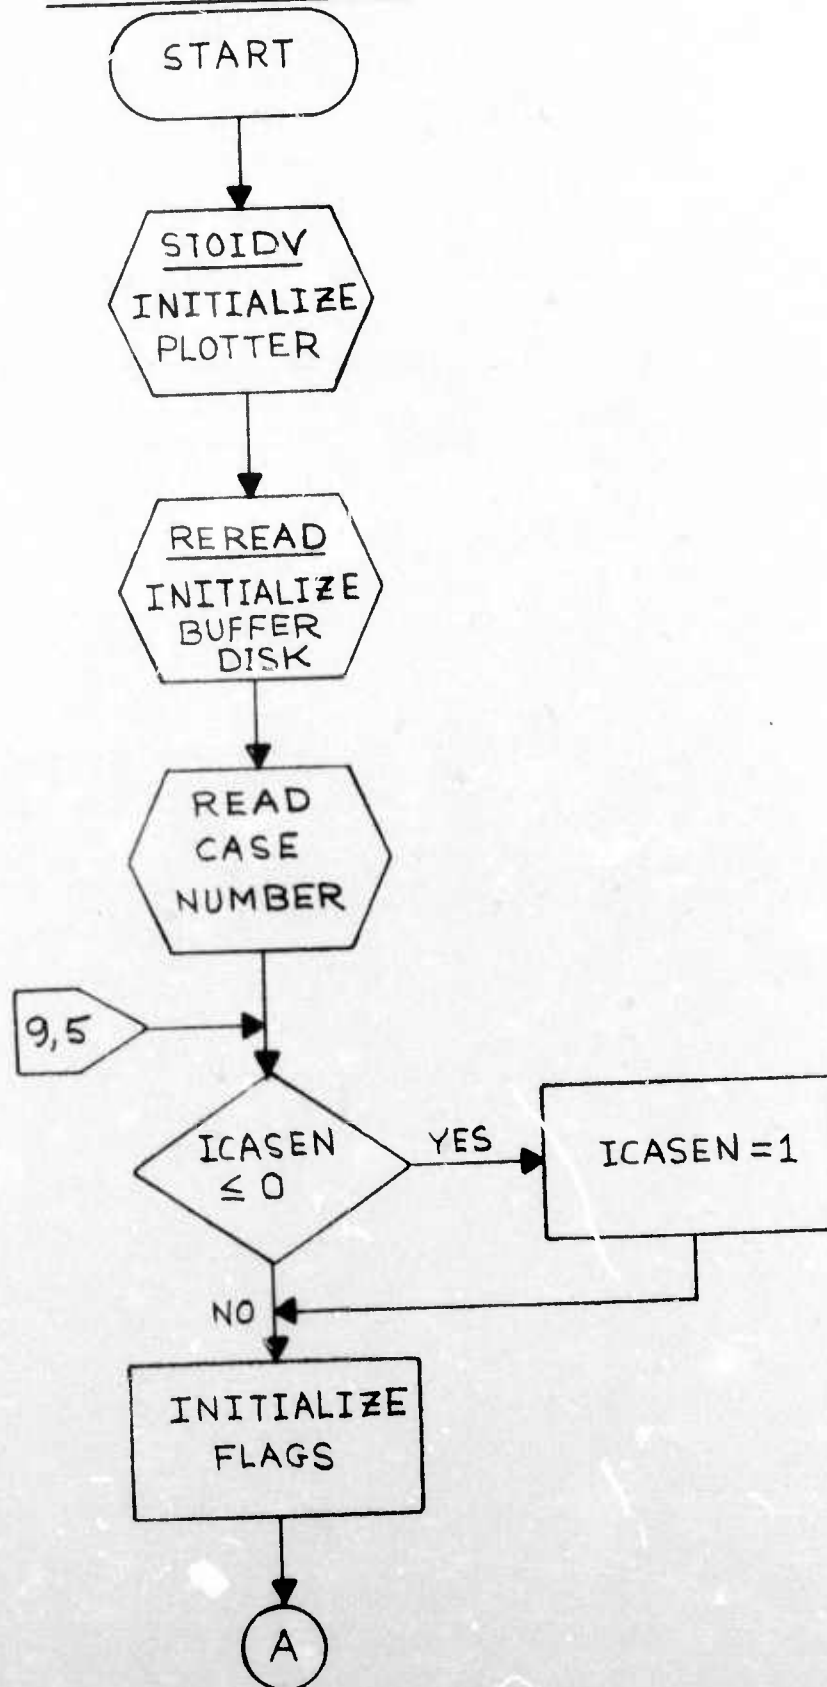 START
STOIDV
INITIALIZE
PLOTTER
REREAD
INITIALIZE
BUFFER
DISK
READ
CASE
NUMBER
9,5
ICASEN
≤ 0
YES
ICASEN = 1
NO
INITIALIZE
FLAGS
A